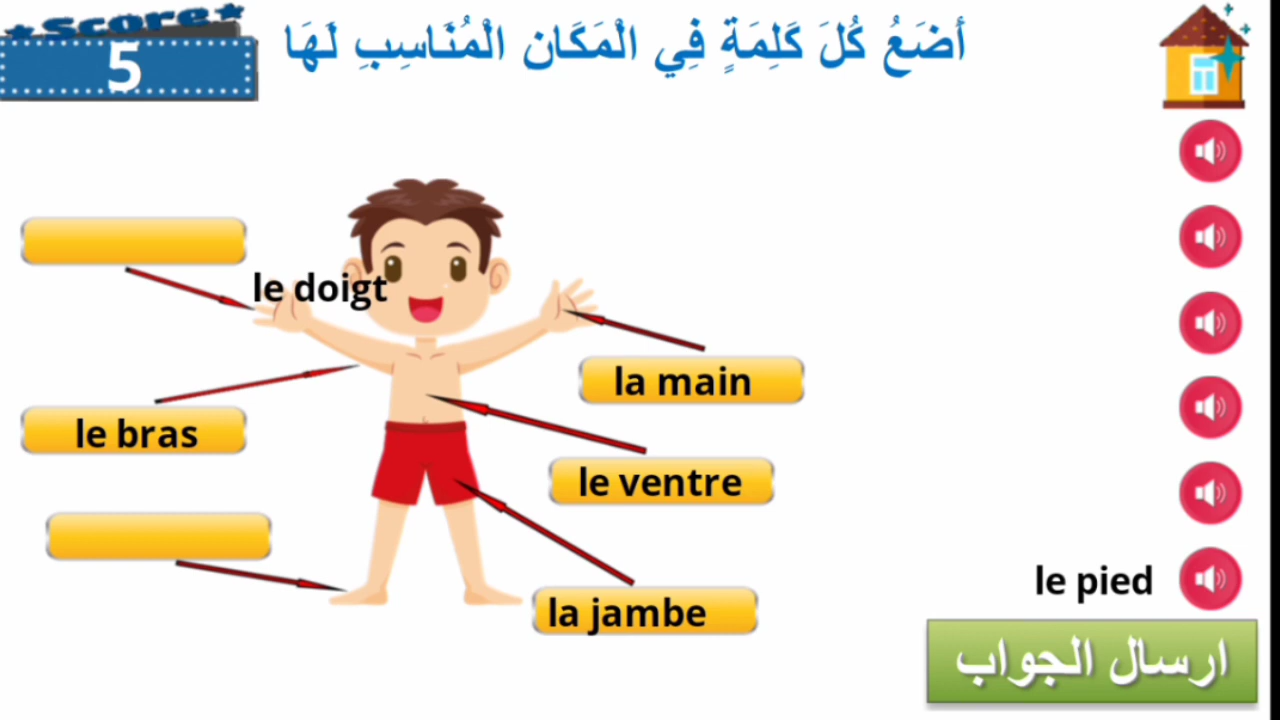 Score
5
أَضَعُ كُلَ كَلِمَةٍ فِي الْمَكَان الْمُنَاسِبِ لَهَا
le doigt
la main
le bras
le ventre
le pied
la jambe
ارسال الجواب